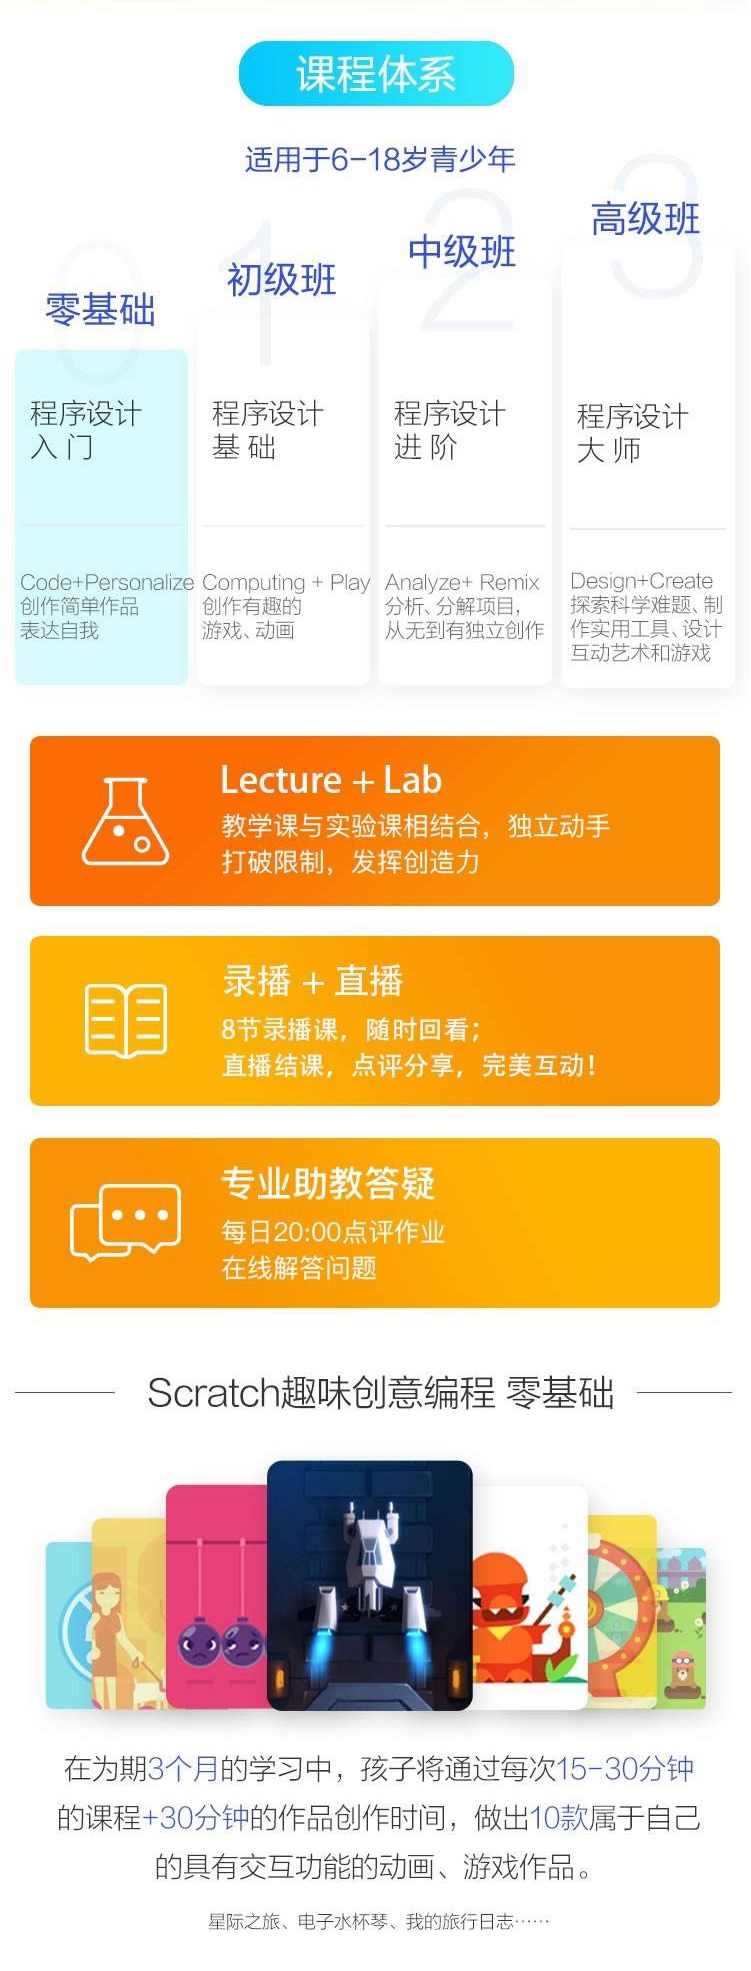 课程体系
适用于6-18岁青少年
0
零基础
程序设计
入门
Code+Personalize
创作简单作品
表达自我
1
初级班
程序设计
基础
Computing + Play
创作有趣的
游戏、动画
2
中级班
程序设计
进阶
Analyze+ Remix
分析、分解项目，
从无到有独立创作
3
高级班
程序设计
大师
Design+Create
探索科学难题、制
作实用工具、设计
互动艺术和游戏
Lecture + Lab
教学课与实验课相结合，独立动手
打破限制，发挥创造力
录播 + 直播
8节录播课，随时回看；
直播结课，点评分享，完美互动！
专业助教答疑
每日20:00点评作业
在线解答问题
Scratch趣味创意编程 零基础
在为期3个月的学习中，孩子将通过每次15-30分钟
的课程+30分钟的作品创作时间，做出10款属于自己
的具有交互功能的动画、游戏作品。
星际之旅、电子水杯琴、我的旅行日志……